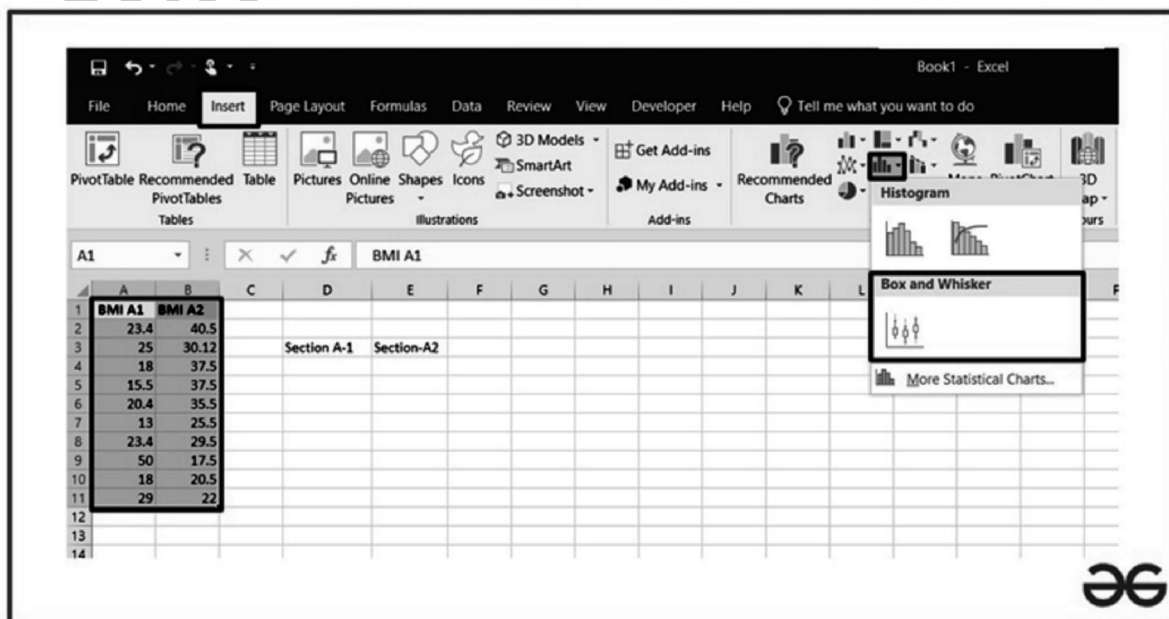 Book1 - Excel
File Home Insert Page Layout Formulas Data Review View Developer Help Tell me what you want to do
PivotTable Recommended PivotTables Table
Tables
Pictures Online Pictures Shapes Icons 3D Models SmartArt Screenshot
Illustrations
Get Add-ins
My Add-ins
Add-ins
Recommended Charts
PivotChart
3D
Histogram
Box and Whisker
More Statistical Charts...
A1 fx BMI A1
A B C D E F G H I J K L
1 BMI A1 BMI A2
2 23.4 40.5
3 25 30.12 Section A-1 Section-A2
4 18 37.5
5 15.5 37.5
6 20.4 35.5
7 13 25.5
8 23.4 29.5
9 50 17.5
10 18 20.5
11 29 22
12
13
14